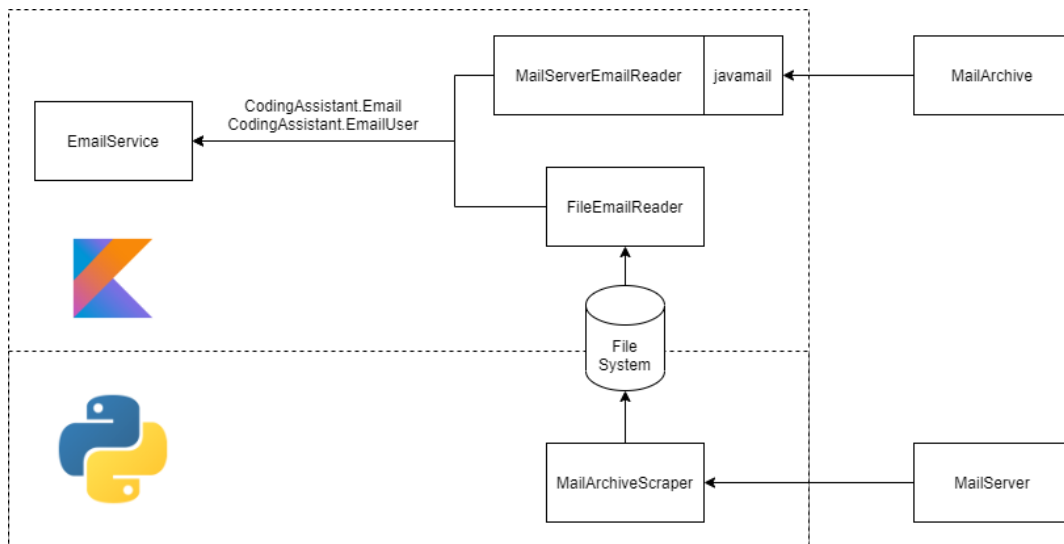 MailServerEmailReader
javamail
MailArchive
CodingAssistant.Email
CodingAssistant.EmailUser
EmailService
FileEmailReader
File
System
MailArchiveScraper
MailServer